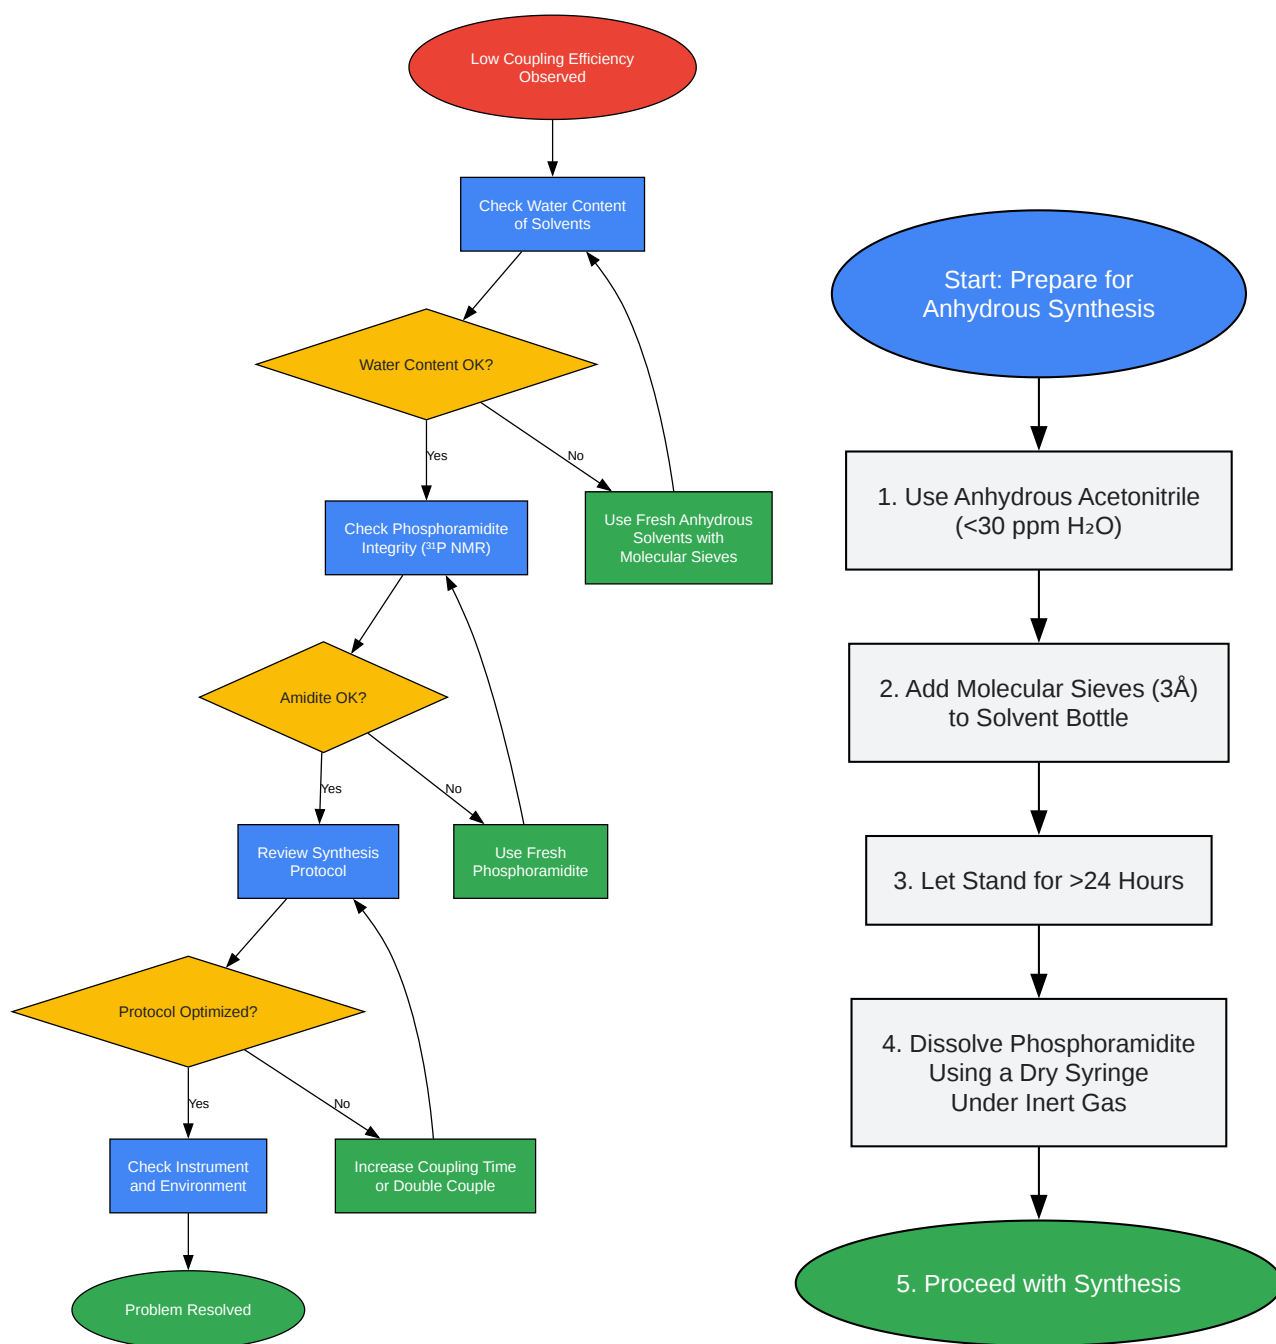 Low Coupling Efficiency
Observed
Check Water Content
of Solvents
Water Content OK?
Yes
No
Check Phosphoramidite
Integrity (³¹P NMR)
Use Fresh Anhydrous
Solvents with
Molecular Sieves
Amidite OK?
Yes
No
Review Synthesis
Protocol
Use Fresh
Phosphoramidite
Protocol Optimized?
Yes
No
Check Instrument
and Environment
Increase Coupling Time
or Double Couple
Problem Resolved
Start: Prepare for
Anhydrous Synthesis
1. Use Anhydrous Acetonitrile
(<30 ppm H₂O)
2. Add Molecular Sieves (3Å)
to Solvent Bottle
3. Let Stand for >24 Hours
4. Dissolve Phosphoramidite
Using a Dry Syringe
Under Inert Gas
5. Proceed with Synthesis